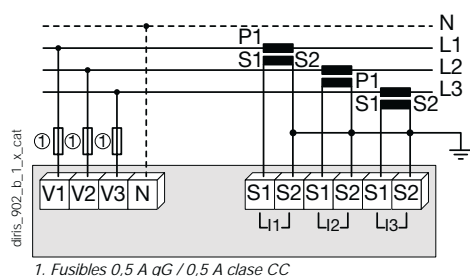 N
P1 L1
S1 S2 L2
P1 L3
S1 S2
① ① ①
V1 V2 V3 N S1 S2 S1 S2 S1 S2
I1 I2 I3
diris_902_b_1_x_cat
1. Fusibles 0,5 A gG / 0,5 A clase CC